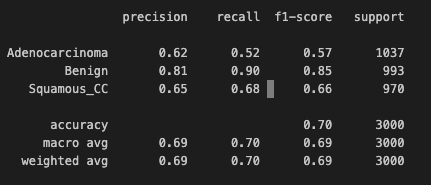 precision recall f1-score support
Adenocarcinoma 0.62 0.52 0.57 1037
Benign 0.81 0.90 0.85 993
Squamous_CC 0.65 0.68 0.66 970
accuracy 0.70 3000
macro avg 0.69 0.70 0.69 3000
weighted avg 0.69 0.70 0.69 3000